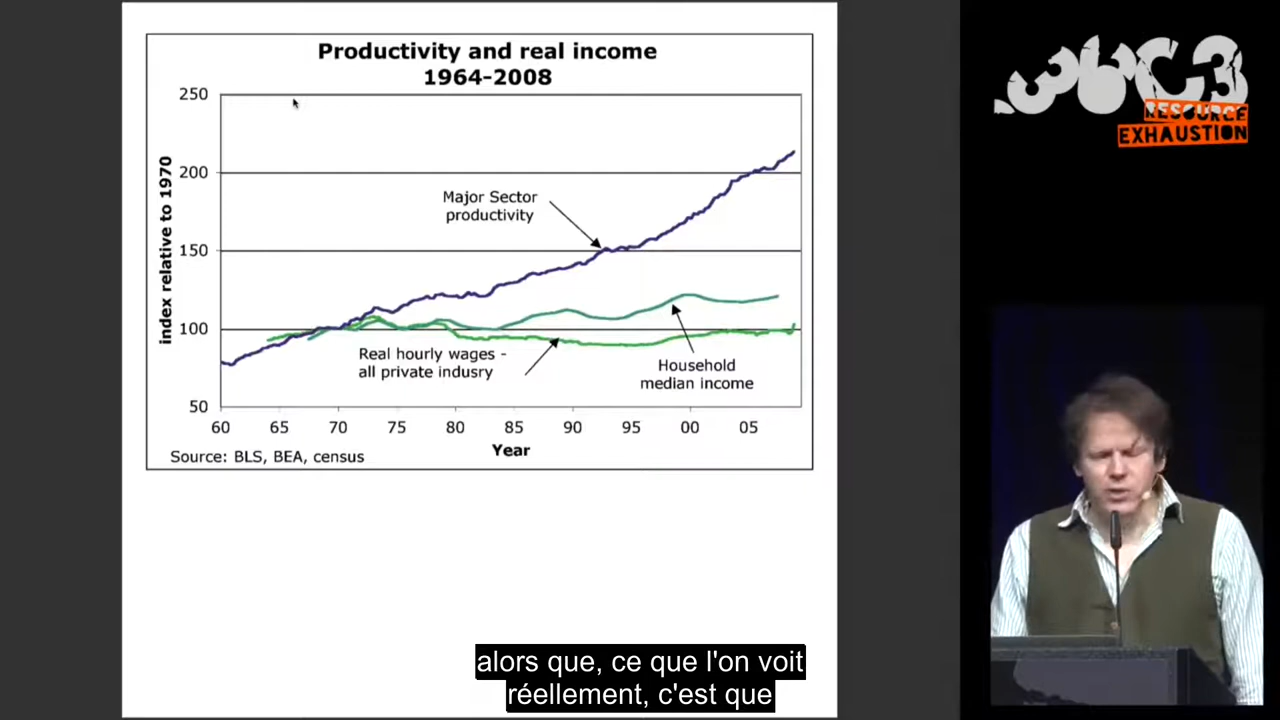 Productivity and real income
1964-2008
250
200
150
100
50
index relative to 1970
Major Sector
productivity
Real hourly wages -
all private indusry
Household
median income
60 65 70 75 80 85 90 95 00 05
Year
Source: BLS, BEA, census
36C3
RESOURCE
EXHAUSTION
alors que, ce que l'on voit
réellement, c'est que